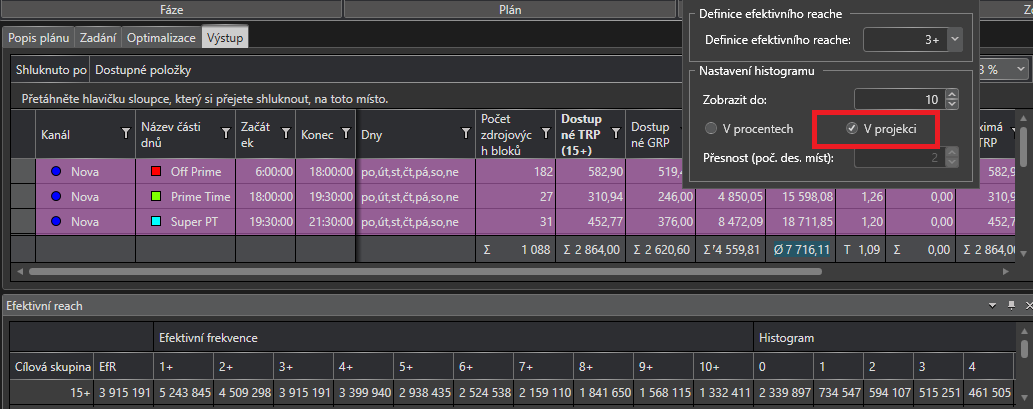 Fáze Plán
Definice efektivního reache
Popis plánu Zadání Optimalizace Výstup
Definice efektivního reache: 3+
Shluknuto po Dostupné položky
Nastavení histogramu
3 %
Přetáhněte hlavičku sloupce, který si přejete shluknout, na toto místo.
Zobrazit do: 10
V procentech V projekci
Přesnost (poč. des. míst): 2
Kanál Název části dnů Začát ek Konec Dny Počet zdrojovýc h bloků Dostup né TRP (15+) Dostup né GRP
Nova Off Prime 6:00:00 18:00:00 po,út,st,čt,pá,so,ne 182 582,90 519,4 582,9
Nova Prime Time 18:00:00 19:30:00 po,út,st,čt,pá,so,ne 27 310,94 246,00 4 850,05 15 598,08 1,26 0,00 310,9
Nova Super PT 19:30:00 21:30:00 po,út,st,čt,pá,so,ne 31 452,77 376,00 8 472,09 18 711,85 1,20 0,00 452,7
Σ 1 088 Σ 2 864,00 Σ 2 620,60 Σ 4 559,81 Ø 7 716,11 T 1,09 Σ 0,00 Σ 2 864,00
Efektivní reach
Efektivní frekvence Histogram
Cílová skupina EfR 1+ 2+ 3+ 4+ 5+ 6+ 7+ 8+ 9+ 10+ 0 1 2 3 4
15+ 3 915 191 5 243 845 4 509 298 3 915 191 3 399 940 2 938 435 2 524 538 2 159 110 1 841 650 1 568 115 1 332 411 2 339 897 734 547 594 107 515 251 461 505